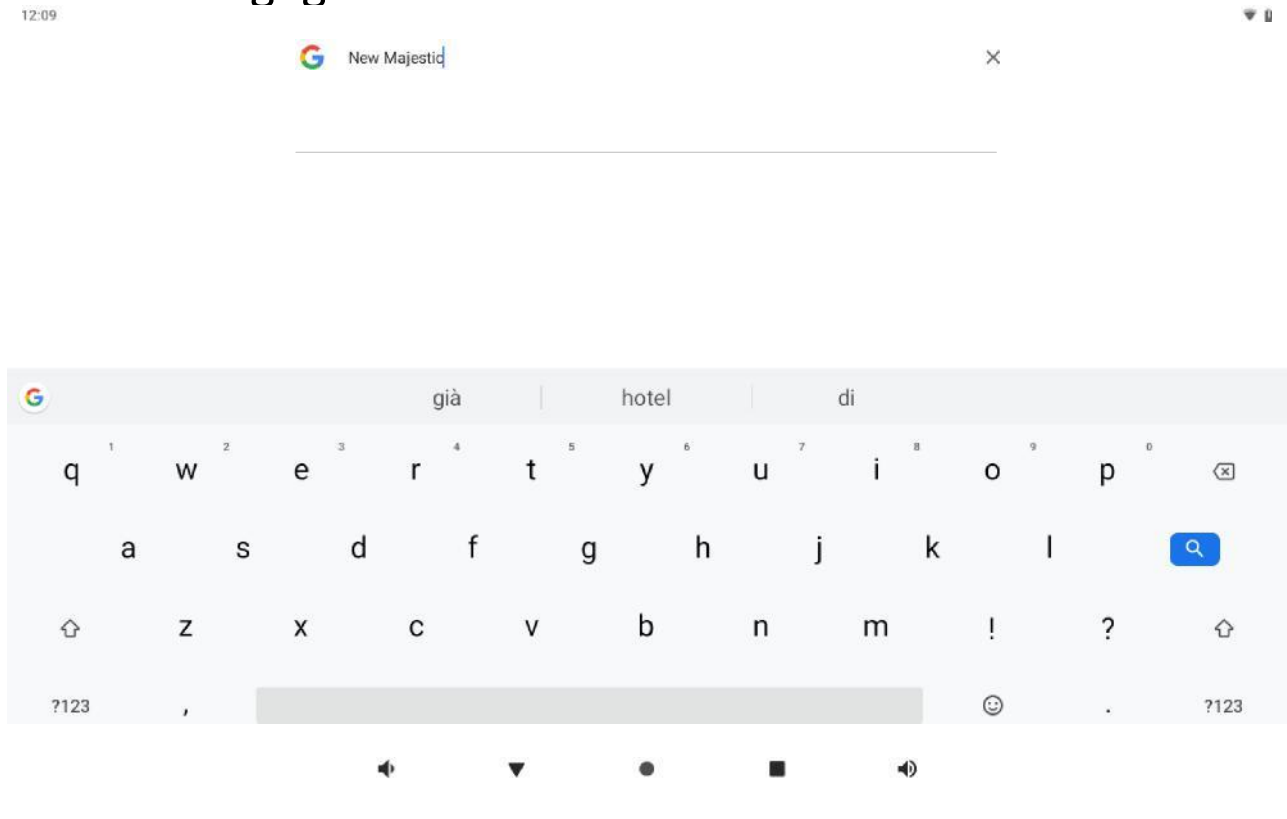 12:09
New Majestic
già hotel di
1 2 3 4 5 6 7 8 9 0
q w e r t y u i o p
a s d f g h j k l
z x c v b n m ! ?
?123 , . ?123